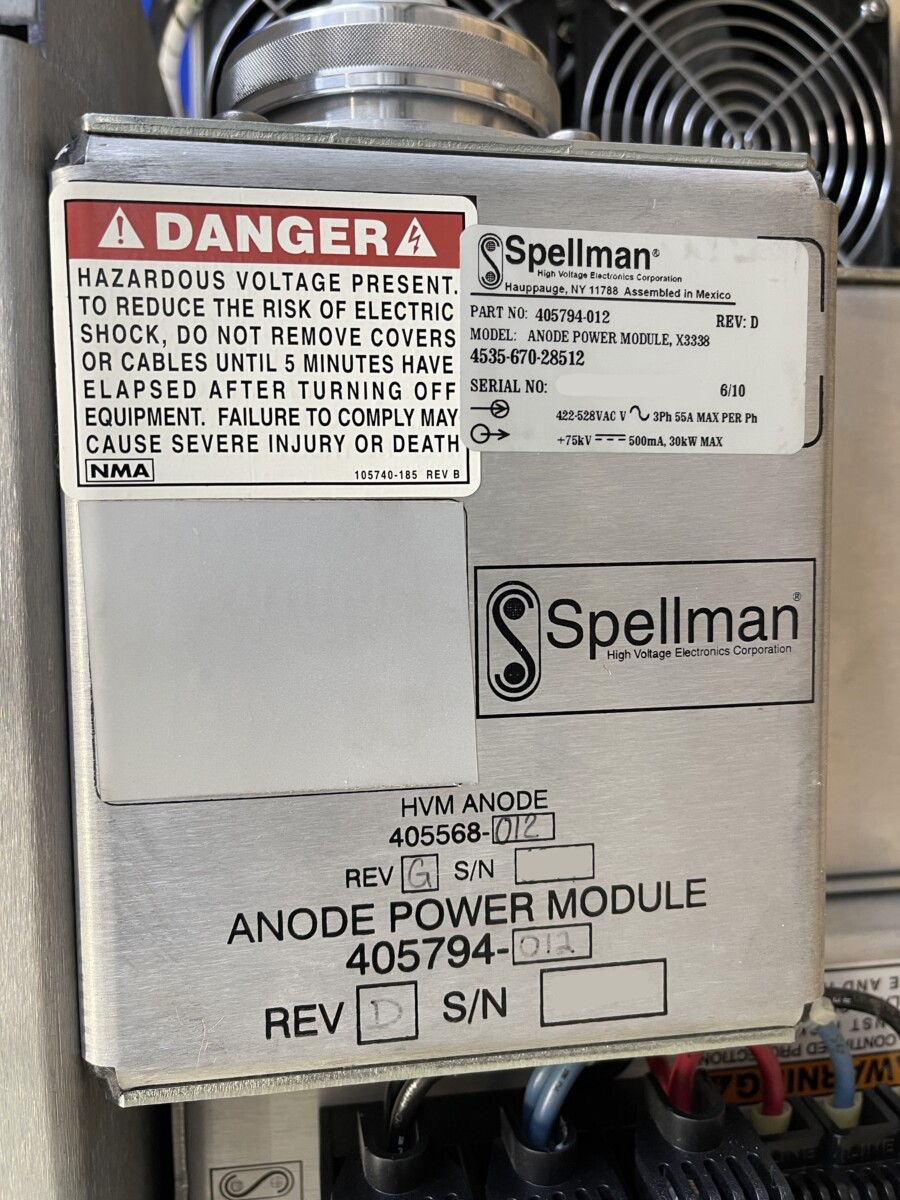 DANGER
HAZARDOUS VOLTAGE PRESENT.
TO REDUCE THE RISK OF ELECTRIC
SHOCK, DO NOT REMOVE COVERS
OR CABLES UNTIL 5 MINUTES HAVE
ELAPSED AFTER TURNING OFF
EQUIPMENT. FAILURE TO COMPLY MAY
CAUSE SEVERE INJURY OR DEATH
NMA
105740-185 REV B
Spellman®
High Voltage Electronics Corporation
Hauppauge, NY 11788 Assembled in Mexico
PART NO: 405794-012 REV: D
MODEL: ANODE POWER MODULE, X3338
4535-670-28512
SERIAL NO: 6/10
422-528VAC V 3Ph 55A MAX PER Ph
+75kV 500mA, 30kW MAX
Spellman®
High Voltage Electronics Corporation
HVM ANODE
405568-012
REV G S/N
ANODE POWER MODULE
405794-012
REV D S/N
WARNING